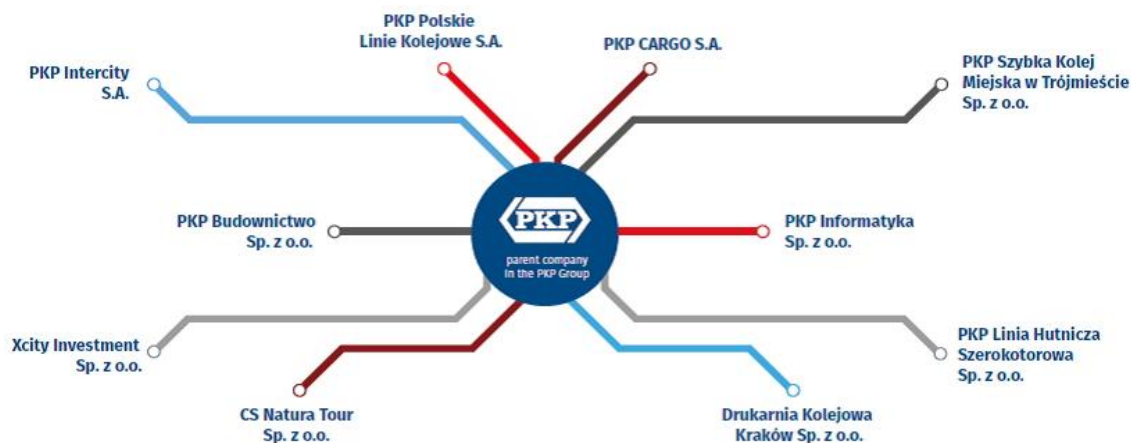 PKP Polskie
Linie Kolejowe S.A.
PKP CARGO S.A.
PKP Intercity
S.A.
PKP Szybka Kolej
Miejska w Trójmieście
Sp. z o.o.
PKP Budownictwo
Sp. z o.o.
PKP
parent company
in the PKP Group
PKP Informatyka
Sp. z o.o.
Xcity Investment
Sp. z o.o.
PKP Linia Hutnicza
Szerokotorowa
Sp. z o.o.
CS Natura Tour
Sp. z o.o.
Drukarnia Kolejowa
Kraków Sp. z o.o.